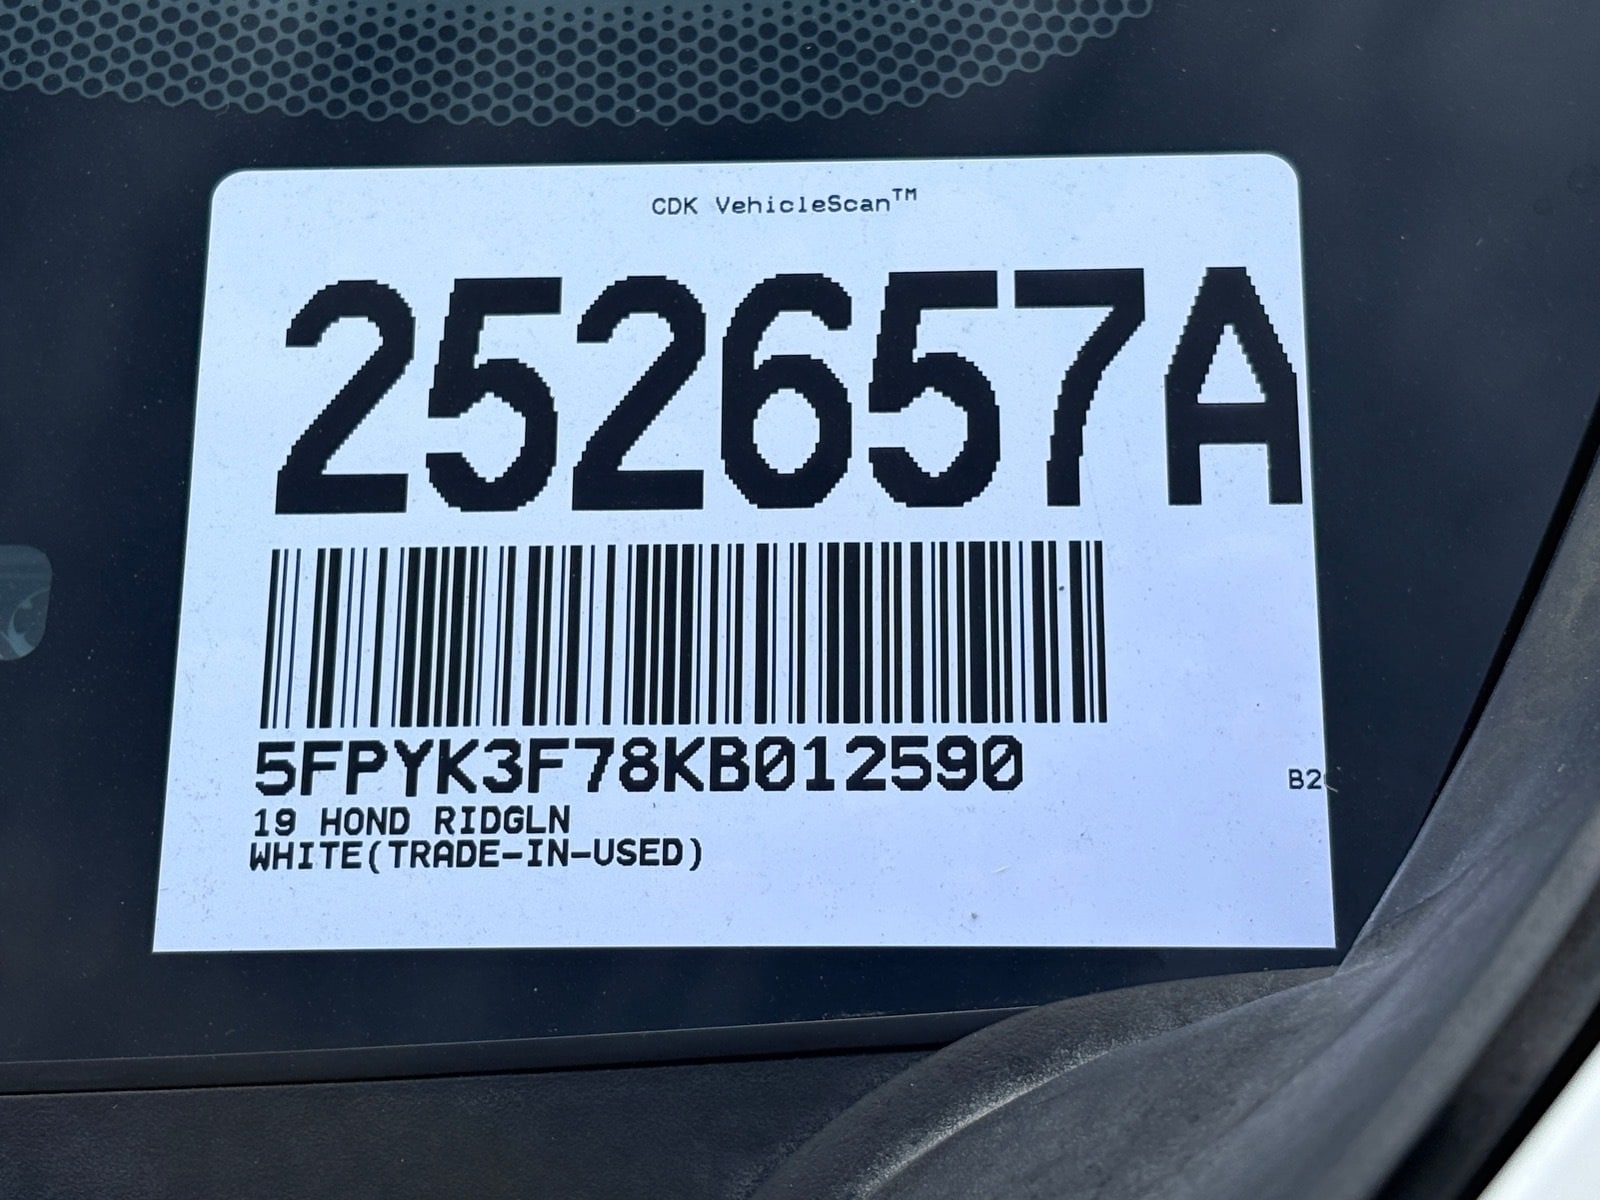 CDK VehicleScan™
252657A
5FPYK3F78KB012590
19 HOND RIDGLN
WHITE(TRADE-IN-USED)